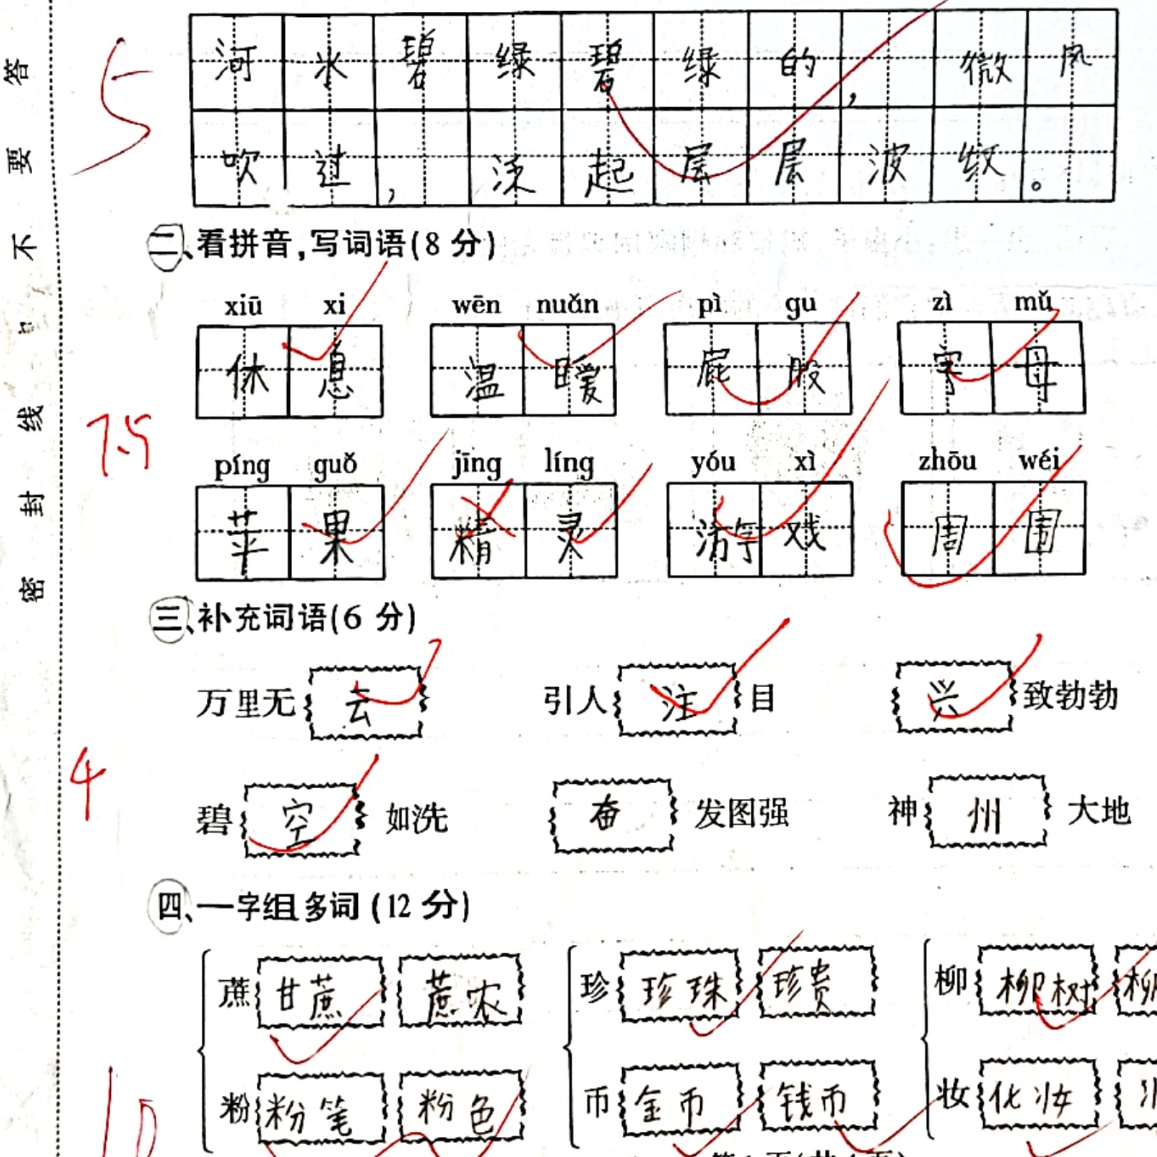 河水碧绿碧绿的,微风
吹过,泛起层层波纹。
二、看拼音,写词语(8分)
xiū xi wēn nuǎn pì gu zì mǔ
休息 温暖 屁股 字母
píng guǒ jīng líng yóu xì zhōu wéi
苹果 精灵 游戏 周围
三、补充词语(6分)
万里无云 引人注目 兴致勃勃
碧空如洗 奋发图强 神州大地
四、一字组多词(12分)
蔗 甘蔗 蔗农 珍 珍珠 珍贵 柳 柳树 柳
粉 粉笔 粉色 币 金币 钱币 妆 化妆
5
7.5
4
10
密封线
不要答